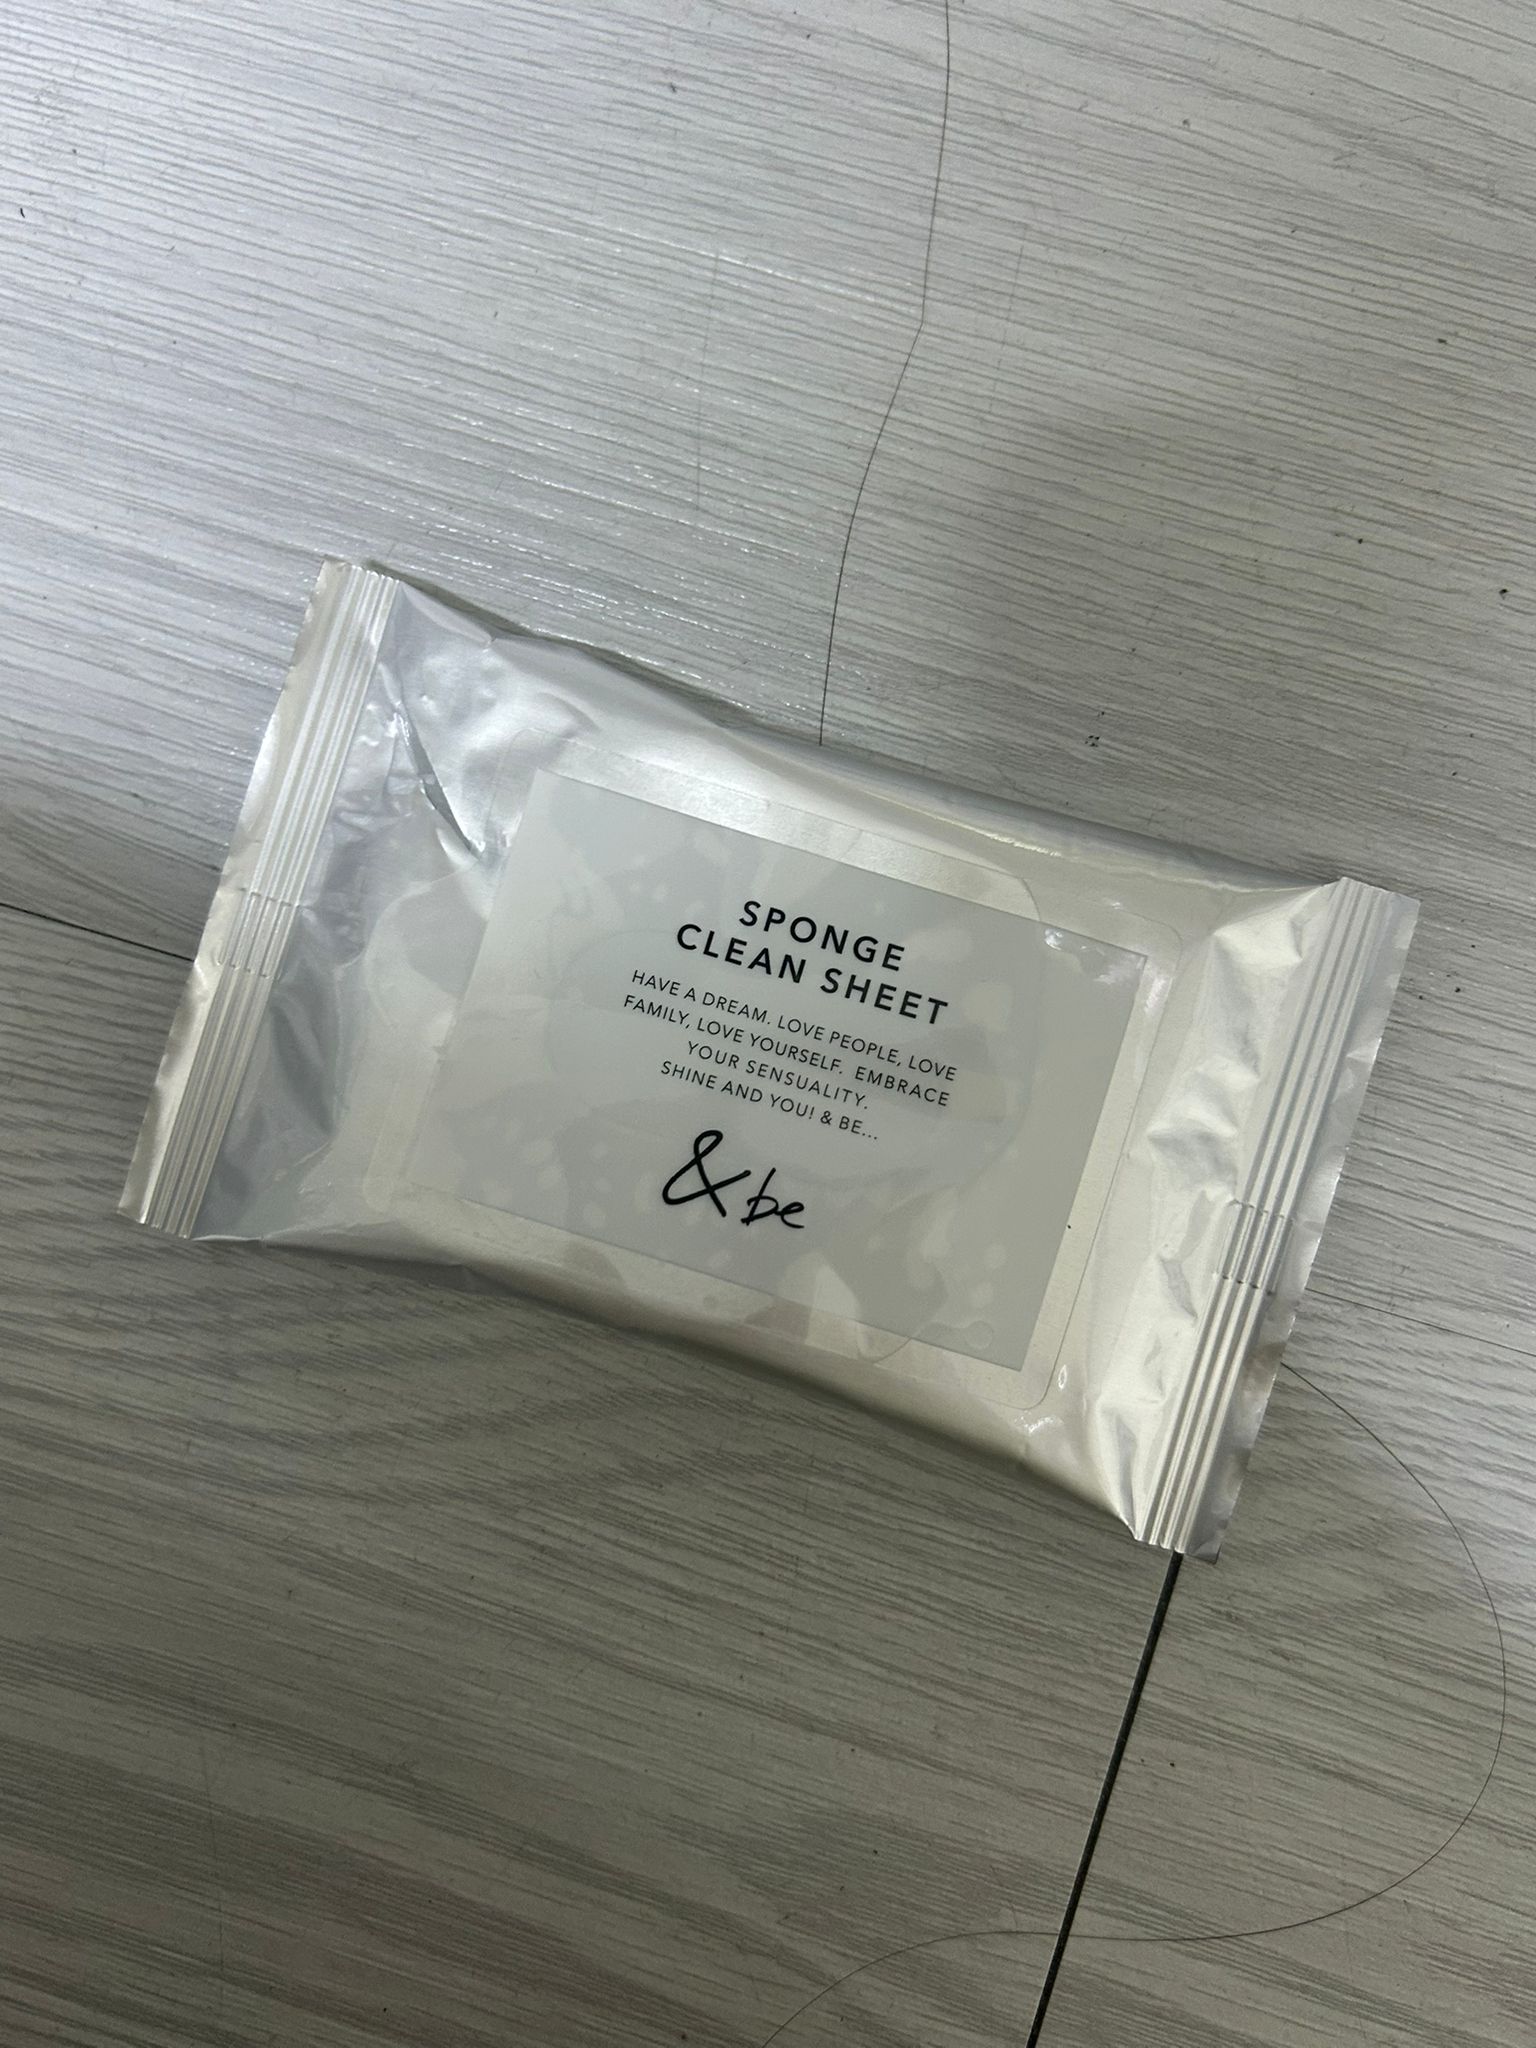 SPONGE
CLEAN SHEET
HAVE A DREAM. LOVE PEOPLE, LOVE
FAMILY, LOVE YOURSELF. EMBRACE
YOUR SENSUALITY.
SHINE AND YOU! & BE...
&be